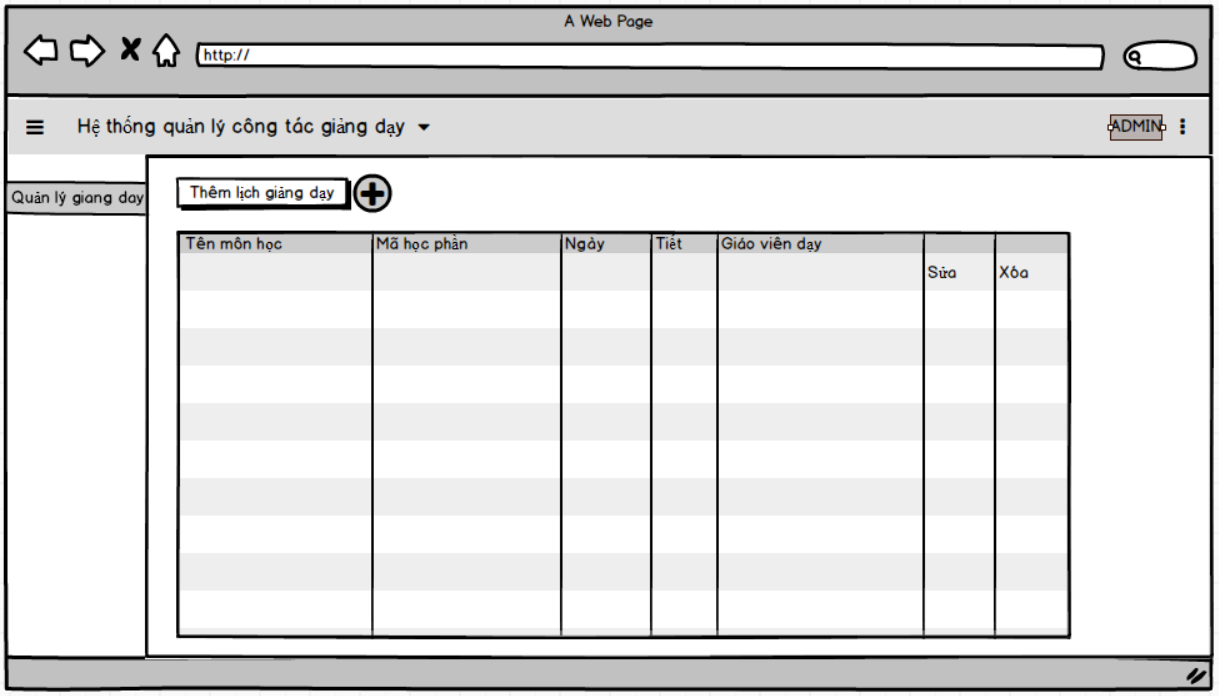 A Web Page
http://
Hệ thống quản lý công tác giảng dạy
ADMIN
Quản lý giang day
Thêm lịch giảng dạy
Tên môn học Mã học phần Ngày Tiết Giáo viên dạy
Sửa Xóa